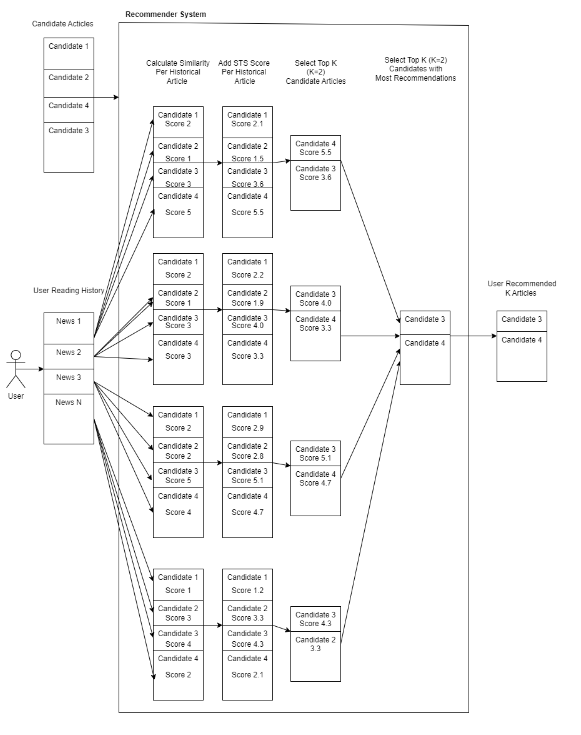 Recommender System
Candidate Acticles
Candidate 1
Candidate 2
Candidate 4
Candidate 3
Calculate Similarity
Per Historical
Article
Add STS Score
Per Historical
Article
Select Top K
(K=2)
Candidate Articles
Select Top K (K=2)
Candidates with
Most Recommendations
Candidate 1
Score 2
Candidate 2
Score 1
Candidate 3
Score 3
Candidate 4
Score 5
Candidate 1
Score 2.1
Candidate 2
Score 1.5
Candidate 3
Score 3.6
Candidate 4
Score 5.5
Candidate 4
Score 5.5
Candidate 3
Score 3.6
User Reading History
News 1
News 2
News 3
News N
User
Candidate 1
Score 2
Candidate 2
Score 1
Candidate 3
Score 3
Candidate 4
Score 3
Candidate 1
Score 2.2
Candidate 2
Score 1.9
Candidate 3
Score 4.0
Candidate 4
Score 3.3
Candidate 3
Score 4.0
Candidate 4
Score 3.3
Candidate 3
Candidate 4
User Recommended
K Articles
Candidate 3
Candidate 4
Candidate 1
Score 2
Candidate 2
Score 2
Candidate 3
Score 5
Candidate 4
Score 4
Candidate 1
Score 2.9
Candidate 2
Score 2.8
Candidate 3
Score 5.1
Candidate 4
Score 4.7
Candidate 3
Score 5.1
Candidate 4
Score 4.7
Candidate 1
Score 1
Candidate 2
Score 3
Candidate 3
Score 4
Candidate 4
Score 2
Candidate 1
Score 1.2
Candidate 2
Score 3.3
Candidate 3
Score 4.3
Candidate 4
Score 2.1
Candidate 3
Score 4.3
Candidate 2
3.3